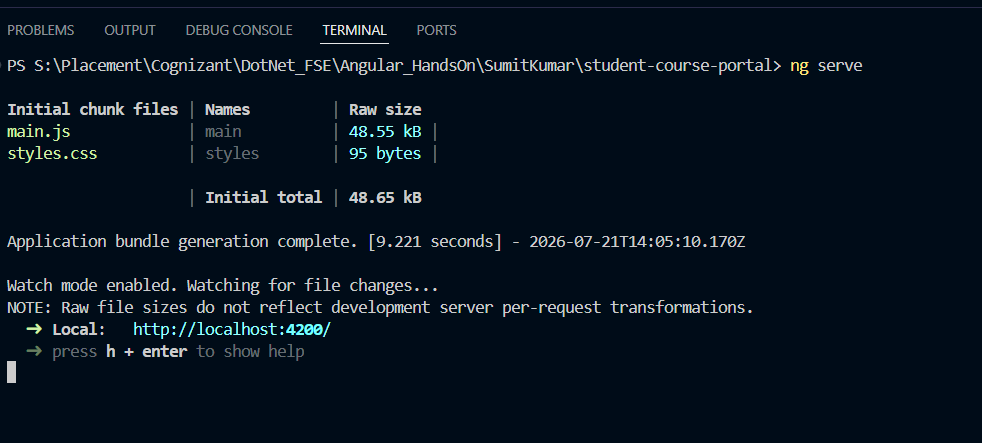 PROBLEMS OUTPUT DEBUG CONSOLE TERMINAL PORTS
PS S:\Placement\Cognizant\DotNet_FSE\Angular_HandsOn\SumitKumar\student-course-portal> ng serve
Initial chunk files | Names | Raw size
main.js | main | 48.55 kB |
styles.css | styles | 95 bytes |
| Initial total | 48.65 kB
Application bundle generation complete. [9.221 seconds] - 2026-07-21T14:05:10.170Z
Watch mode enabled. Watching for file changes...
NOTE: Raw file sizes do not reflect development server per-request transformations.
➜ Local: http://localhost:4200/
➜ press h + enter to show help